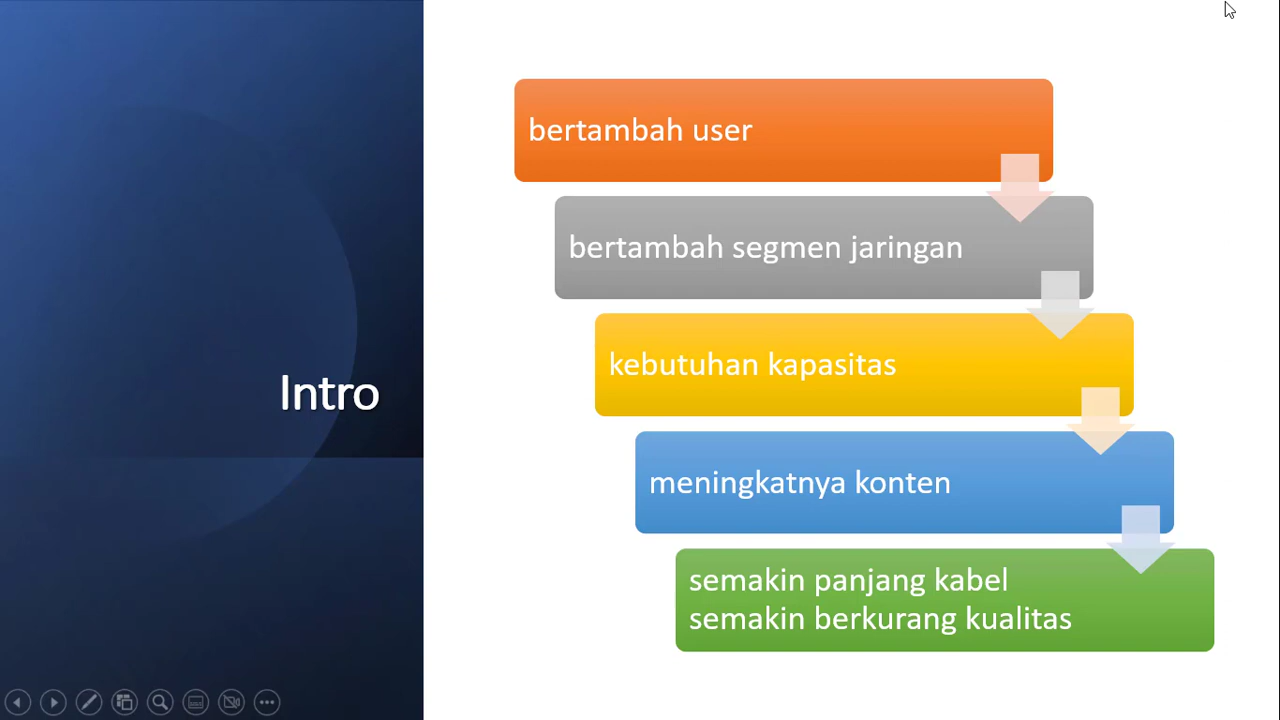 Intro
bertambah user
bertambah segmen jaringan
kebutuhan kapasitas
meningkatnya konten
semakin panjang kabel
semakin berkurang kualitas